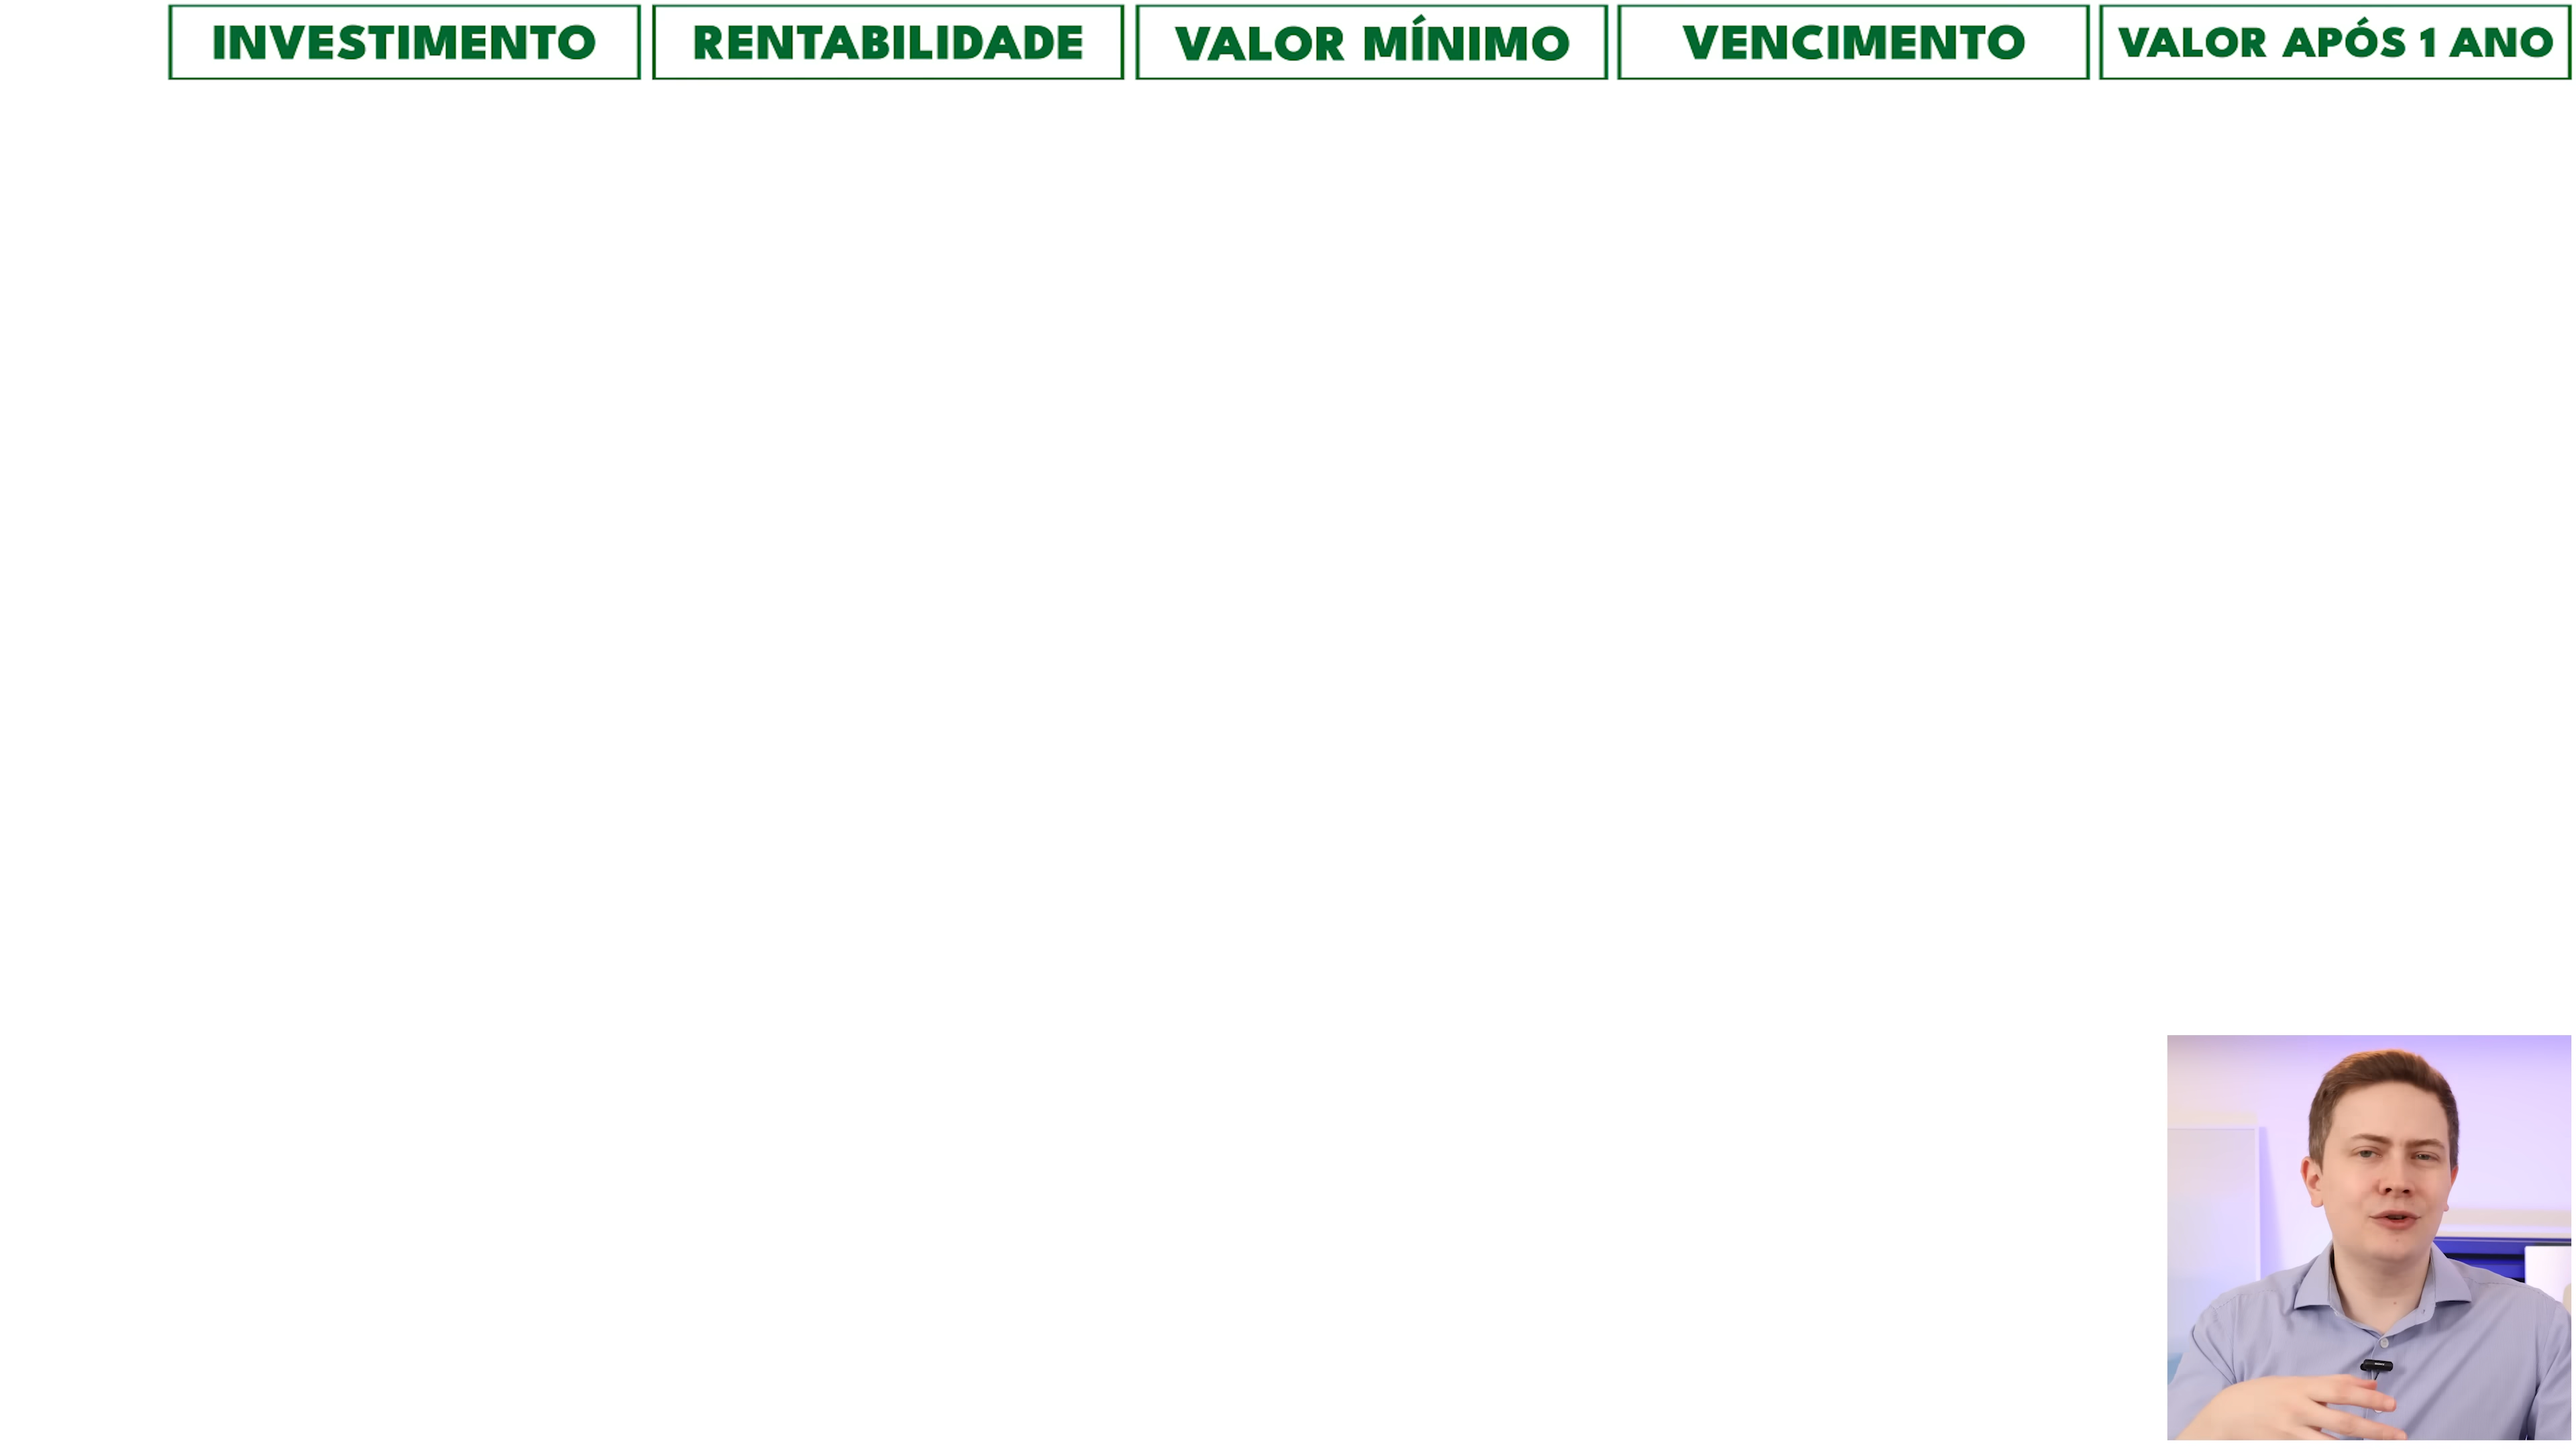 INVESTIMENTO
RENTABILIDADE
VALOR MÍNIMO
VENCIMENTO
VALOR APÓS 1 ANO